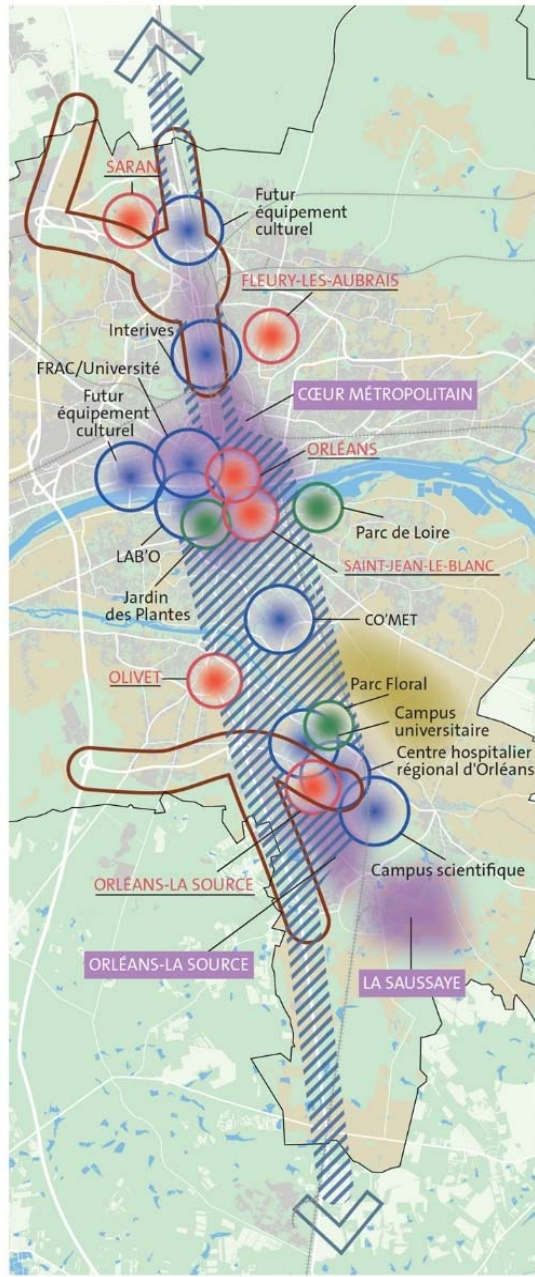 SARAN
Futur
équipement
culturel
FLEURY-LES-AUBRAIS
Interives
FRAC/Université
Futur
équipement
culturel
CŒUR MÉTROPOLITAIN
ORLÉANS
Parc de Loire
LAB'O
SAINT-JEAN-LE-BLANC
Jardin
des Plantes
CO'MET
OLIVET
Parc Floral
Campus
universitaire
Centre hospitalier
régional d'Orléans
Campus scientifique
ORLÉANS-LA SOURCE
ORLÉANS-LA SOURCE
LA SAUSSAYE